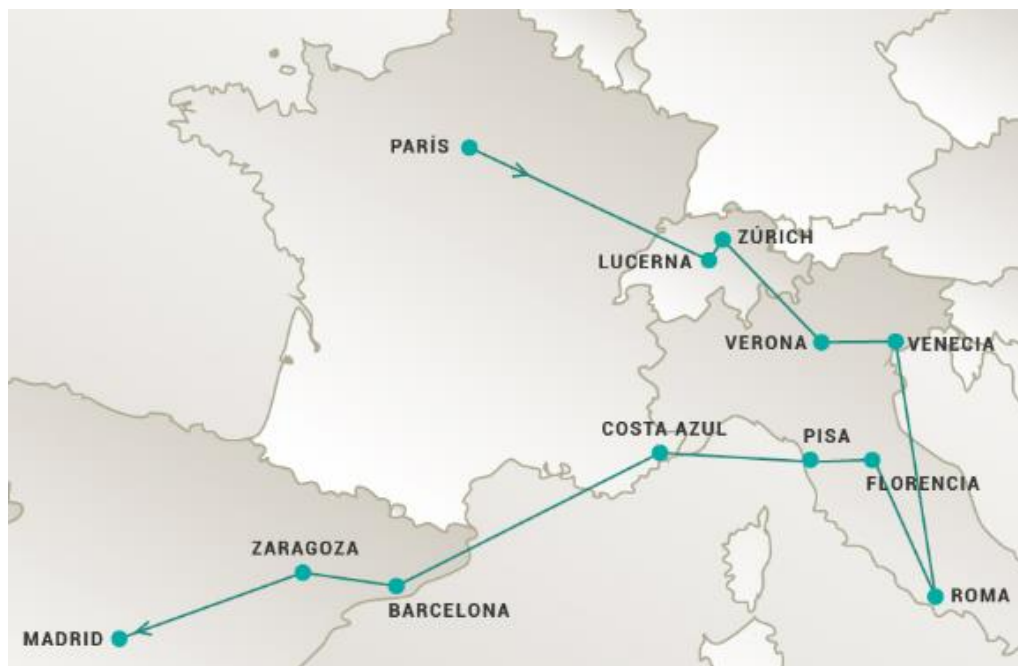 PARÍS
ZÚRICH
LUCERNA
VERONA
VENECIA
COSTA AZUL
PISA
FLORENCIA
ZARAGOZA
ROMA
BARCELONA
MADRID